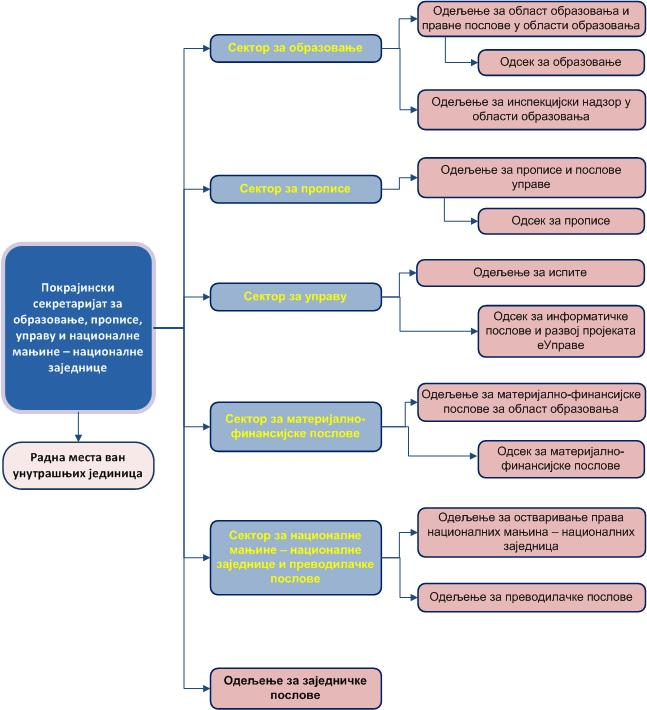 Покрајински
секретаријат за
образовање, прописе,
управу и националне
мањине – националне
заједнице
Радна места ван
унутрашњих јединица
Сектор за образовање
Одељење за област образовања и
правне послове у области образовања
Одсек за образовање
Одељење за инспекцијски надзор у
области образовања
Сектор за прописе
Одељење за прописе и послове
управе
Одсек за прописе
Сектор за управу
Одељење за испите
Одсек за информатичке
послове и развој пројеката
еУправе
Сектор за материјално-
финансијске послове
Одељење за материјално-финансијске
послове за област образовања
Одсек за материјално-
финансијске послове
Сектор за националне
мањине – националне
заједнице и преводилачке
послове
Одељење за остваривање права
националних мањина – националних
заједница
Одељење за преводилачке послове
Одељење за заједничке
послове